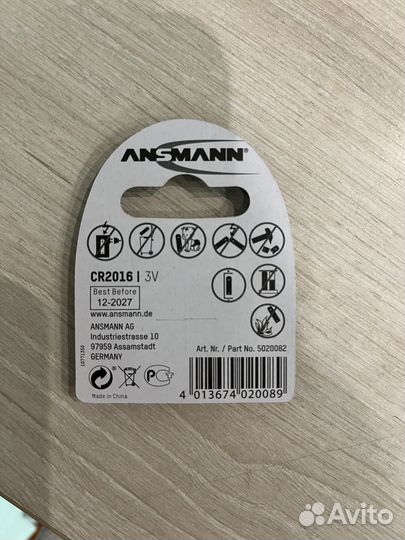 ANSMANN®
CR2016 | 3V
Best Before
12-2027
www.ansmann.de
ANSMANN AG
Industriestrasse 10
97959 Assamstadt
GERMANY
Art. Nr. / Part No. 5020082
Made in China
4 013674 020089
Avito